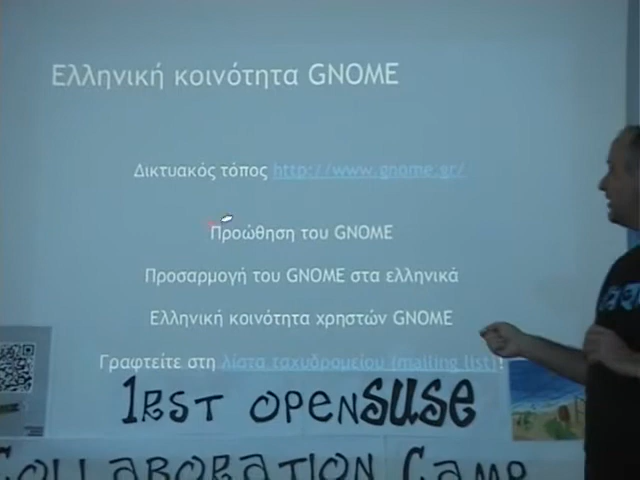 Ελληνική κοινότητα GNOME
Δικτυακός τόπος http://www.gnome.gr/
Προώθηση του GNOME
Προσαρμογή του GNOME στα ελληνικά
Ελληνική κοινότητα χρηστών GNOME
Γραφτείτε στη λίστα ταχυδρομείου (mailing list)!
1RST OPENSUSE
COLLABORATION CAMP